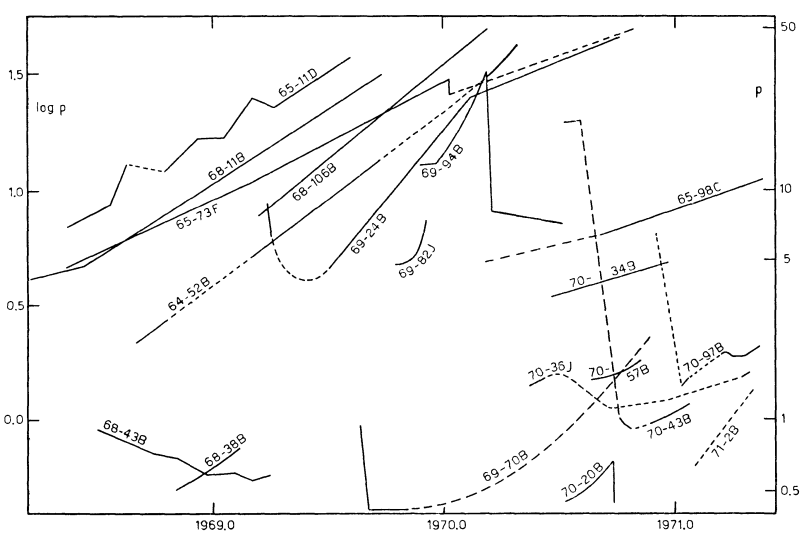 50
1.5
65-11D
p
log p
68-11B
69-94B
68-106B
1.0
10
65-98C
65-73F
69-24B
69-82J
5
70-34B
64-52B
0.5
70-97B
70-36J
70-57B
0.0
1
68-43B
70-43B
71-2B
68-38B
69-70B
70-20B
0.5
1969.0
1970.0
1971.0